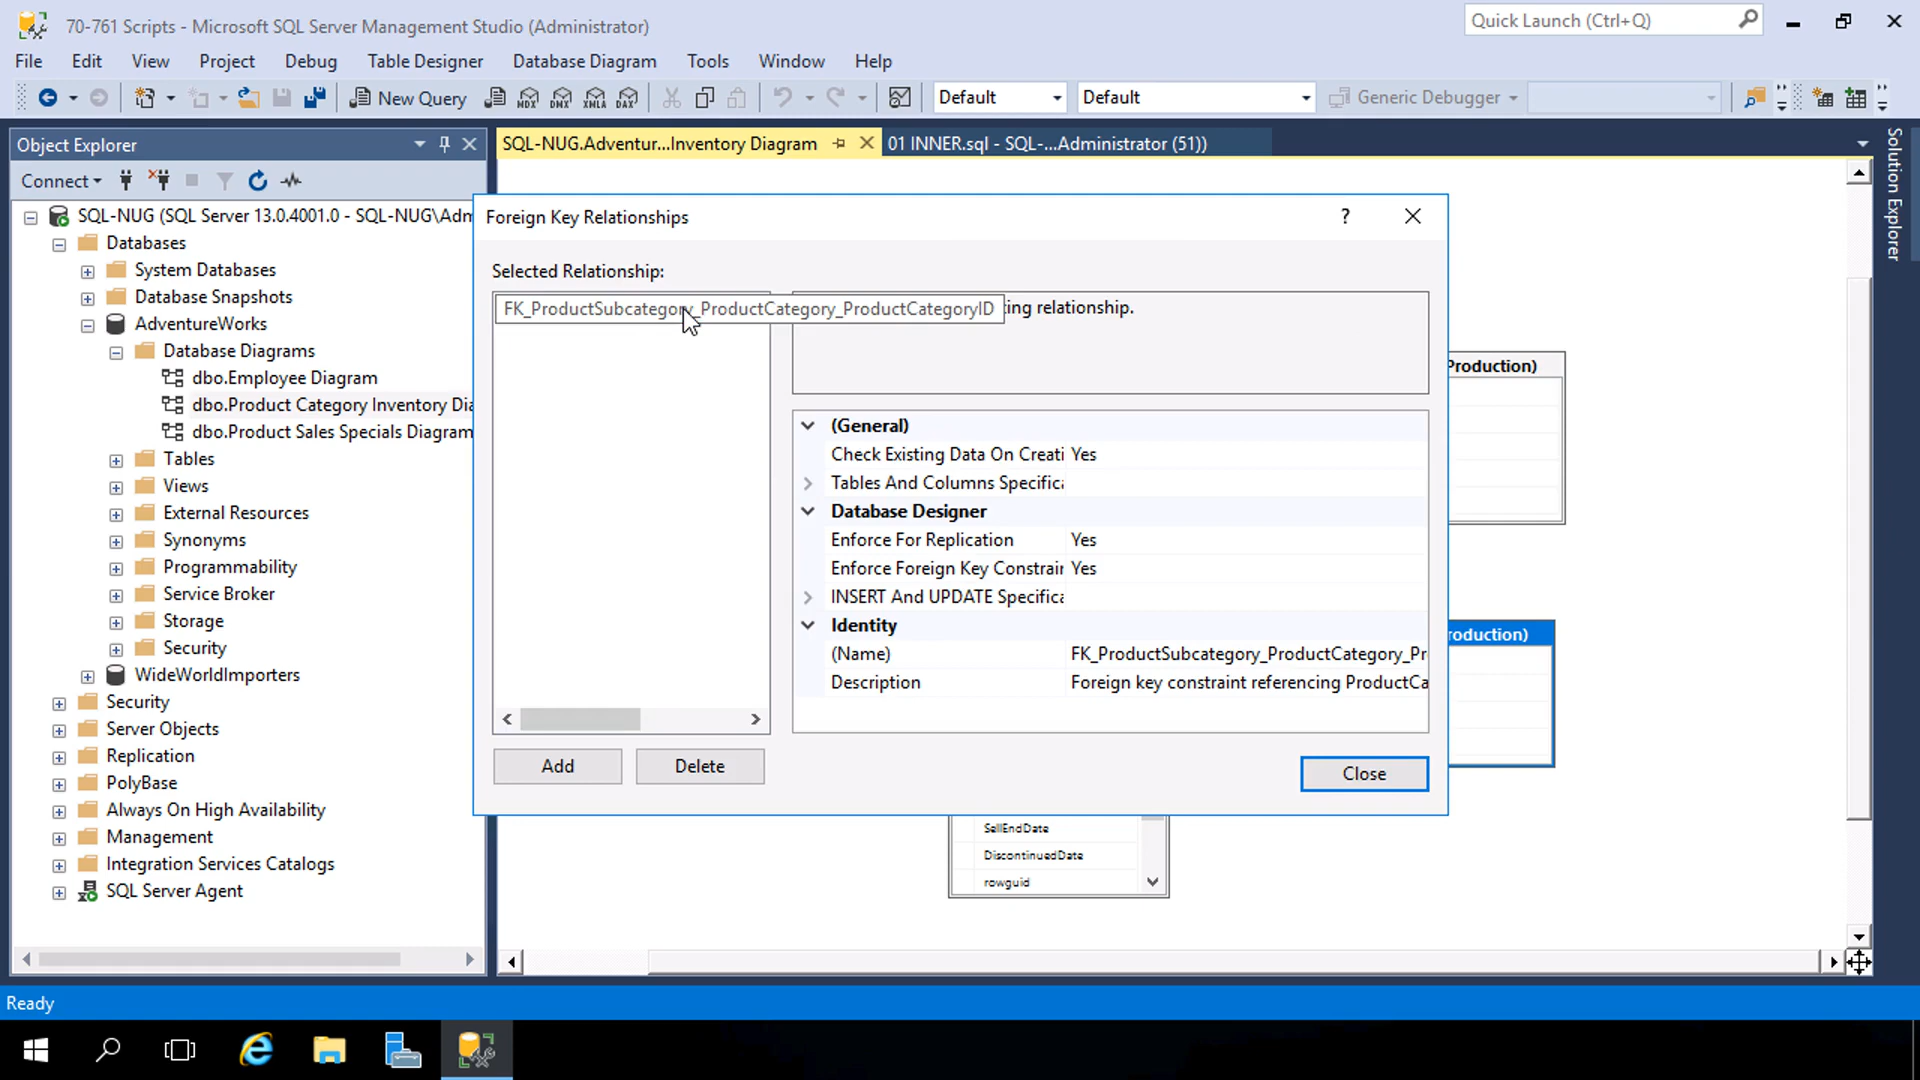 70-761 Scripts - Microsoft SQL Server Management Studio (Administrator)
Quick Launch (Ctrl+Q)
File Edit View Project Debug Table Designer Database Diagram Tools Window Help
New Query MDX DMX XMLA DAX Default Default Generic Debugger
Object Explorer
SQL-NUG.Adventur...Inventory Diagram
01 INNER.sql - SQL-...Administrator (51))
Solution Explorer
Connect
SQL-NUG (SQL Server 13.0.4001.0 - SQL-NUG\Adm
Databases
System Databases
Database Snapshots
AdventureWorks
Database Diagrams
dbo.Employee Diagram
dbo.Product Category Inventory Dia
dbo.Product Sales Specials Diagram
Tables
Views
External Resources
Synonyms
Programmability
Service Broker
Storage
Security
WideWorldImporters
Security
Server Objects
Replication
PolyBase
Always On High Availability
Management
Integration Services Catalogs
SQL Server Agent
Foreign Key Relationships
?
Selected Relationship:
FK_ProductSubcategory_ProductCategory_ProductCategoryID
ing relationship.
(General)
Check Existing Data On Creati Yes
Tables And Columns Specifica
Database Designer
Enforce For Replication Yes
Enforce Foreign Key Constrain Yes
INSERT And UPDATE Specifica
Identity
(Name) FK_ProductSubcategory_ProductCategory_Pr
Description Foreign key constraint referencing ProductCa
Add
Delete
Close
Production)
roduction)
SellEndDate
DiscontinuedDate
rowguid
Ready